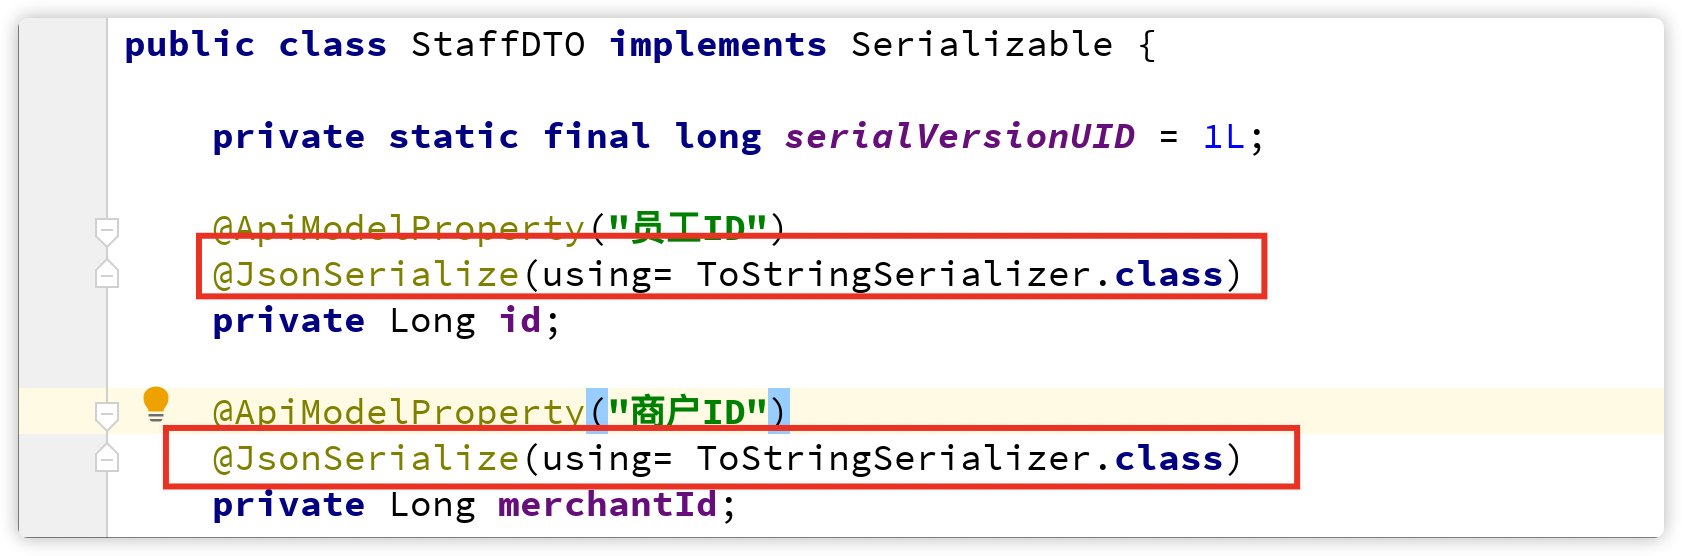 public class StaffDTO implements Serializable {
private static final long serialVersionUID = 1L;
@ApiModelProperty("员工ID")
@JsonSerialize(using= ToStringSerializer.class)
private Long id;
@ApiModelProperty("商户ID")
@JsonSerialize(using= ToStringSerializer.class)
private Long merchantId;